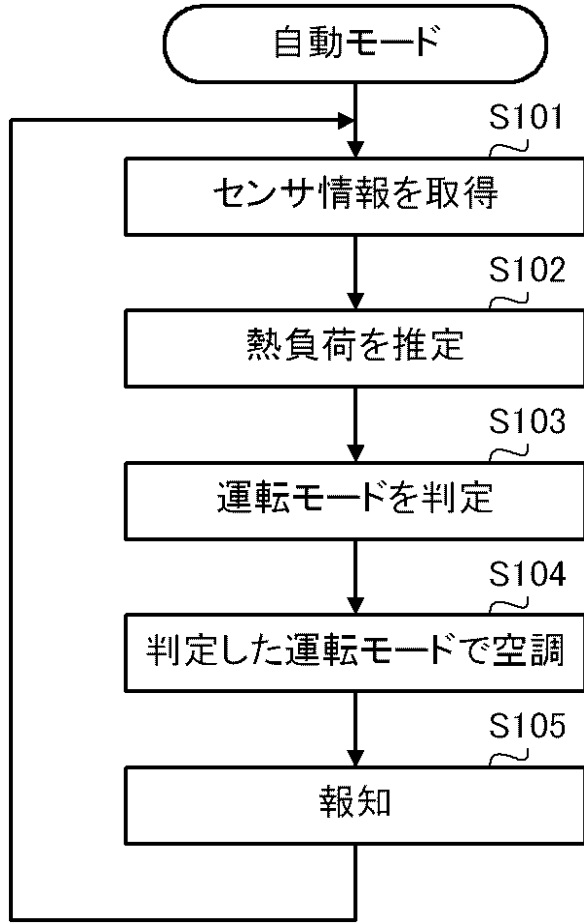 自動モード
S101
センサ情報を取得
S102
熱負荷を推定
S103
運転モードを判定
S104
判定した運転モードで空調
S105
報知